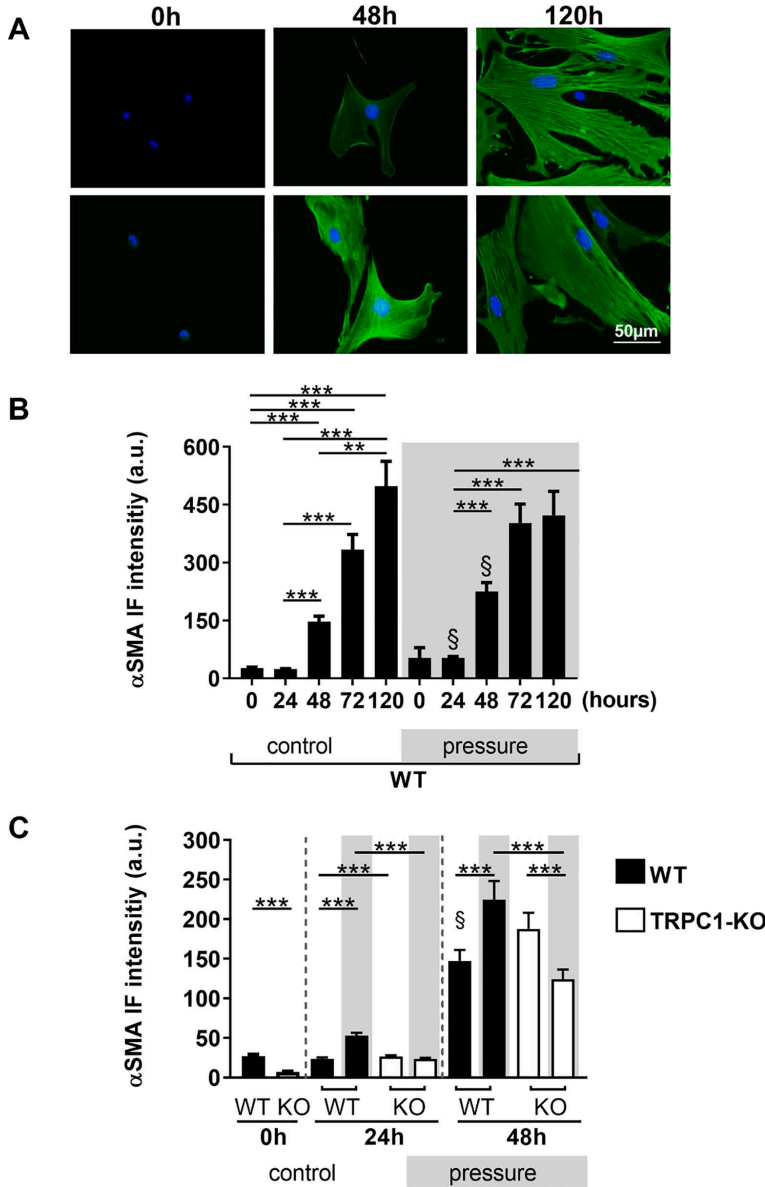 A
0h 48h 120h
50µm
B
αSMA IF intensitiy (a.u.)
600
450
300
150
0
***
***
***
***
**
***
***
***
***
***
§
§
0 24 48 72 120 0 24 48 72 120 (hours)
control pressure
WT
C
αSMA IF intensitiy (a.u.)
300
250
200
150
100
50
0
***
***
***
***
***
***
***
§
WT
TRPC1-KO
WT KO WT KO WT KO
0h 24h 48h
control pressure